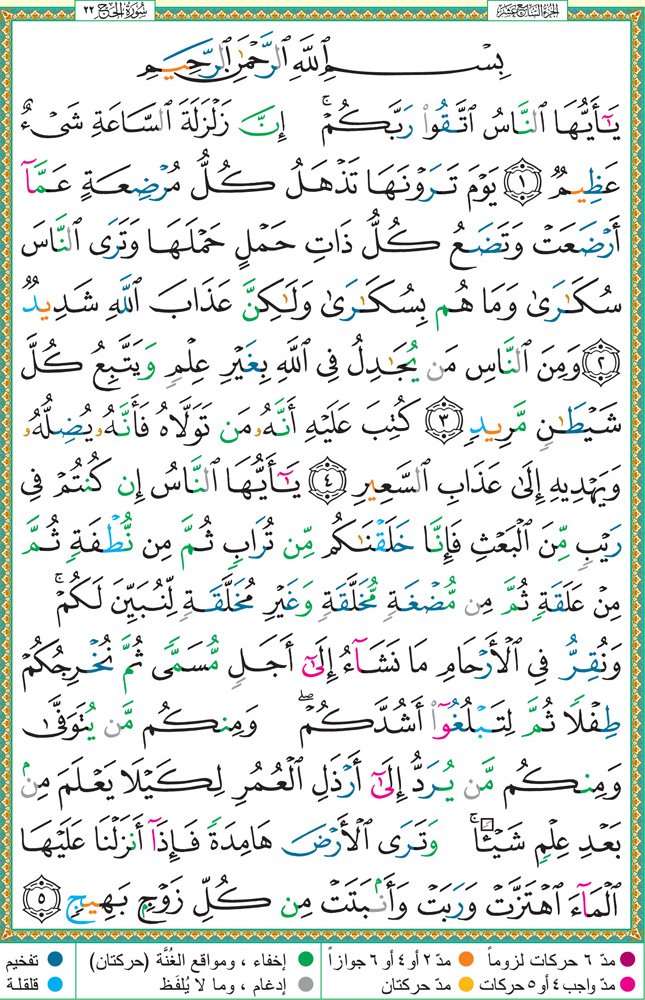 الجزء السابع عشر
سُورَةُ الحَجّ ٢٢
بِسْمِ ٱللَّهِ ٱلرَّحْمَٰنِ ٱلرَّحِيمِ
يَٰٓأَيُّهَا ٱلنَّاسُ ٱتَّقُوا۟ رَبَّكُمْ ۚ إِنَّ زَلْزَلَةَ ٱلسَّاعَةِ شَىْءٌ
عَظِيمٌ ١ يَوْمَ تَرَوْنَهَا تَذْهَلُ كُلُّ مُرْضِعَةٍ عَمَّآ
أَرْضَعَتْ وَتَضَعُ كُلُّ ذَاتِ حَمْلٍ حَمْلَهَا وَتَرَى ٱلنَّاسَ
سُكَٰرَىٰ وَمَا هُم بِسُكَٰرَىٰ وَلَٰكِنَّ عَذَابَ ٱللَّهِ شَدِيدٌ
٢ وَمِنَ ٱلنَّاسِ مَن يُجَٰدِلُ فِى ٱللَّهِ بِغَيْرِ عِلْمٍ وَيَتَّبِعُ كُلَّ
شَيْطَٰنٍ مَّرِيدٍ ٣ كُتِبَ عَلَيْهِ أَنَّهُۥ مَن تَوَلَّاهُ فَأَنَّهُۥ يُضِلُّهُۥ
وَيَهْدِيهِ إِلَىٰ عَذَابِ ٱلسَّعِيرِ ٤ يَٰٓأَيُّهَا ٱلنَّاسُ إِن كُنتُمْ فِى
رَيْبٍ مِّنَ ٱلْبَعْثِ فَإِنَّا خَلَقْنَٰكُم مِّن تُرَابٍ ثُمَّ مِن نُّطْفَةٍ ثُمَّ
مِنْ عَلَقَةٍ ثُمَّ مِن مُّضْغَةٍ مُّخَلَّقَةٍ وَغَيْرِ مُخَلَّقَةٍ لِّنُبَيِّنَ لَكُمْ ۚ
وَنُقِرُّ فِى ٱلْأَرْحَامِ مَا نَشَآءُ إِلَىٰٓ أَجَلٍ مُّسَمًّى ثُمَّ نُخْرِجُكُمْ
طِفْلًا ثُمَّ لِتَبْلُغُوٓا۟ أَشُدَّكُمْ ۖ وَمِنكُم مَّن يُتَوَفَّىٰ
وَمِنكُم مَّن يُرَدُّ إِلَىٰٓ أَرْذَلِ ٱلْعُمُرِ لِكَيْلَا يَعْلَمَ مِنۢ
بَعْدِ عِلْمٍ شَيْـًٔا ۚ وَتَرَى ٱلْأَرْضَ هَامِدَةً فَإِذَآ أَنزَلْنَا عَلَيْهَا
ٱلْمَآءَ ٱهْتَزَّتْ وَرَبَتْ وَأَنۢبَتَتْ مِن كُلِّ زَوْجٍ بَهِيجٍ ٥
مدّ ٦ حركات لزوماً
مدّ ٢ أو ٤ أو ٦ جوازاً
إخفاء ، ومواقع الغُنَّة (حركتان)
تفخيم
مدّ واجب ٤ أو ٥ حركات
مدّ حركتان
إدغام ، وما لا يُلفَظ
قلقلة